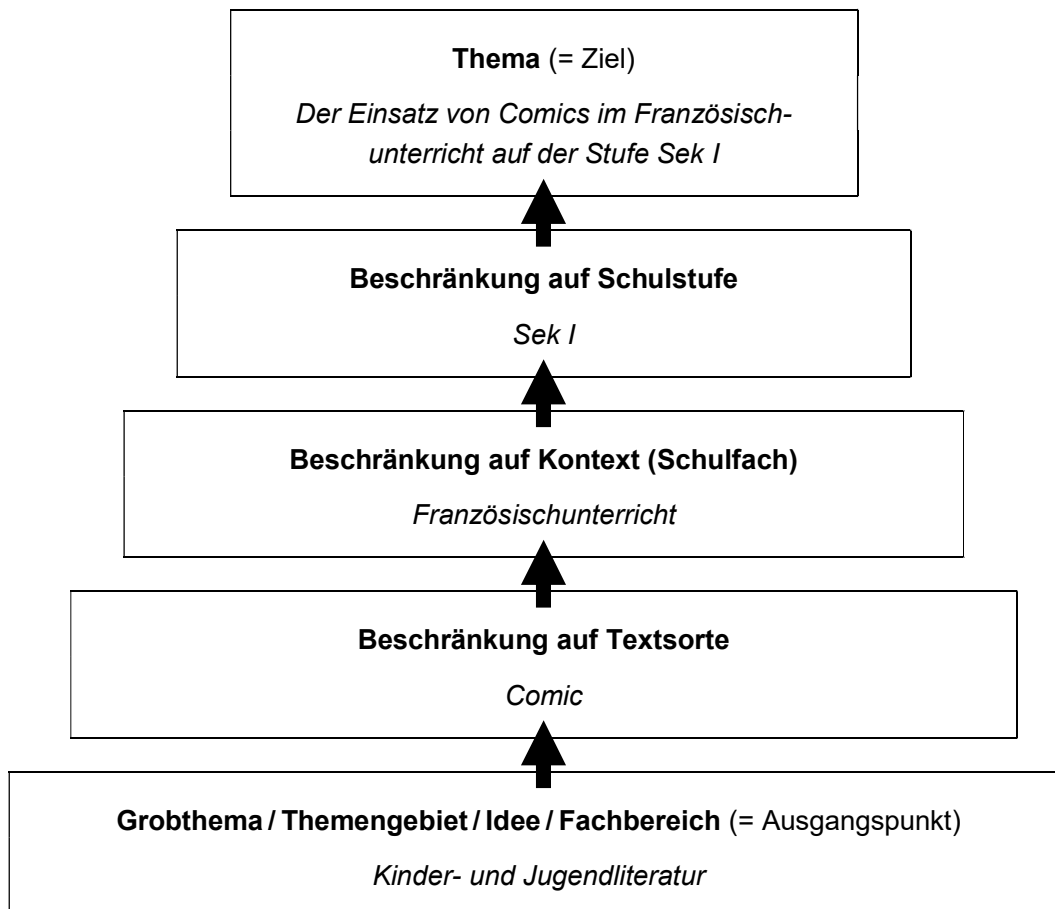 Thema (= Ziel)
Der Einsatz von Comics im Französisch-
unterricht auf der Stufe Sek I
Beschränkung auf Schulstufe
Sek I
Beschränkung auf Kontext (Schulfach)
Französischunterricht
Beschränkung auf Textsorte
Comic
Grobthema / Themengebiet / Idee / Fachbereich (= Ausgangspunkt)
Kinder- und Jugendliteratur